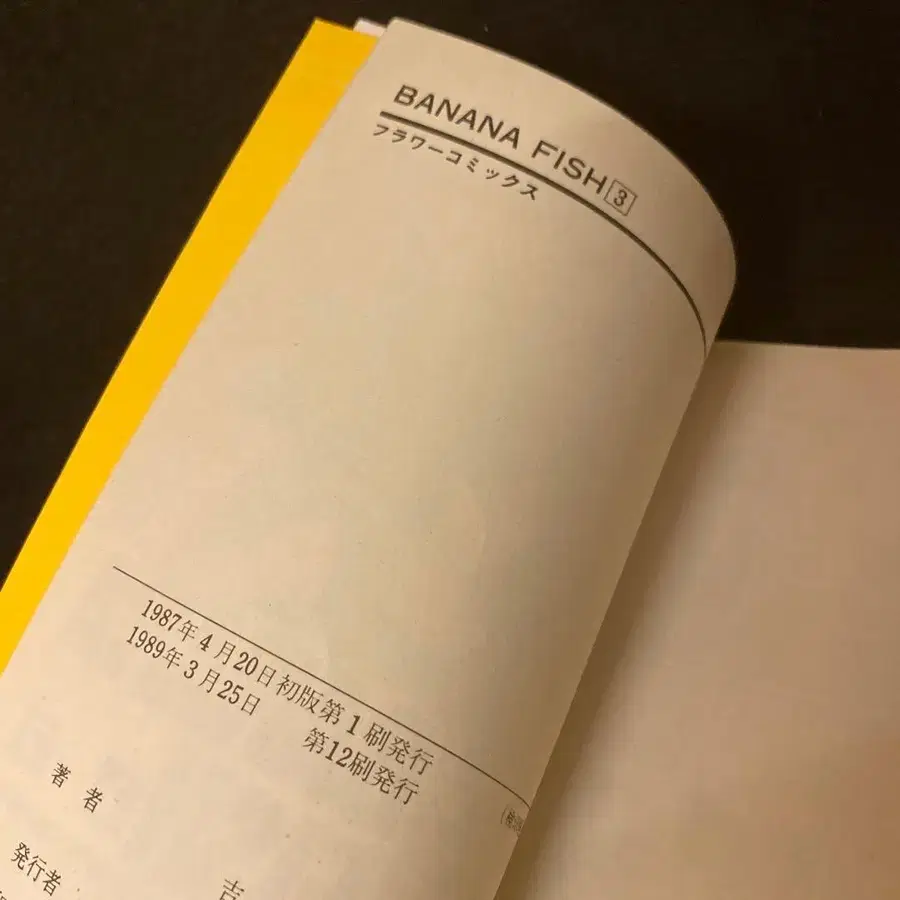 BANANA FISH 3
フラワーコミックス
1987年4月20日初版第1刷発行
1989年3月25日 第12刷発行
著者
吉
発行者